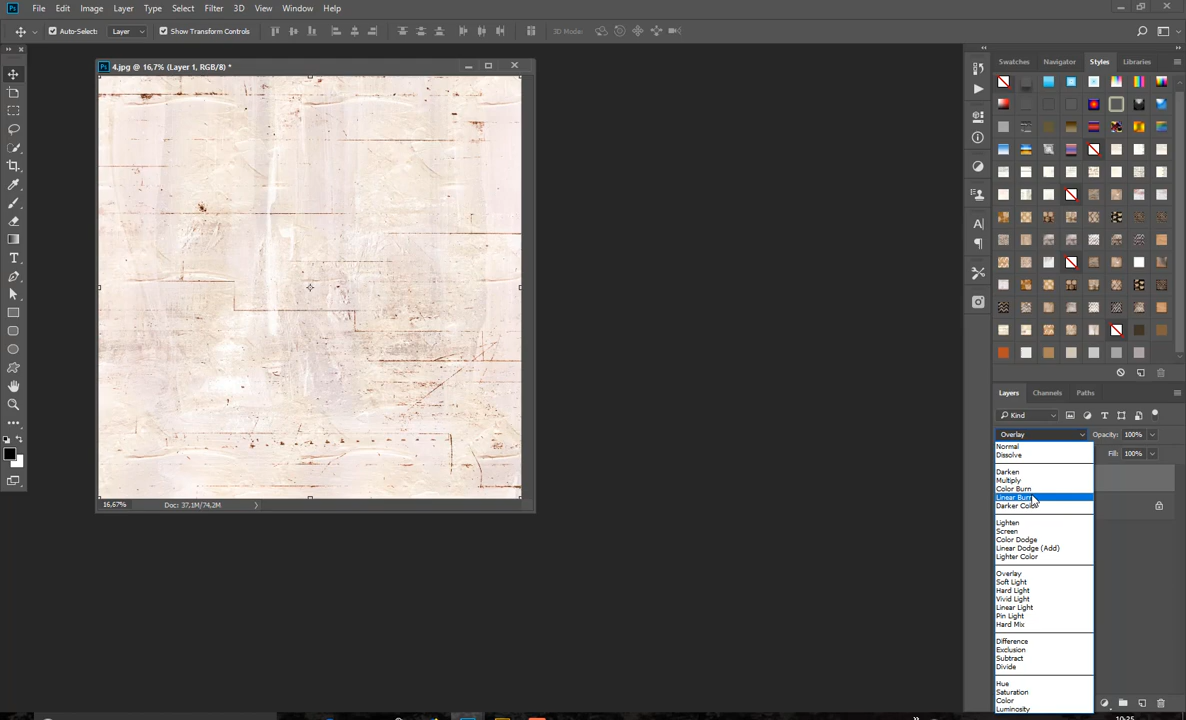 Ps File Edit Image Layer Type Select Filter 3D View Window Help
Auto-Select: Layer Show Transform Controls 3D Mode:
4.jpg @ 16,7% (Layer 1, RGB/8) *
Swatches Navigator Styles Libraries
Layers Channels Paths
Kind
Overlay Opacity: 100%
Fill: 100%
Normal
Dissolve
Darken
Multiply
Color Burn
Linear Burn
Darker Color
Lighten
Screen
Color Dodge
Linear Dodge (Add)
Lighter Color
Overlay
Soft Light
Hard Light
Vivid Light
Linear Light
Pin Light
Hard Mix
Difference
Exclusion
Subtract
Divide
Hue
Saturation
Color
Luminosity
16,67% Doc: 37,1M/74,2M
10:25